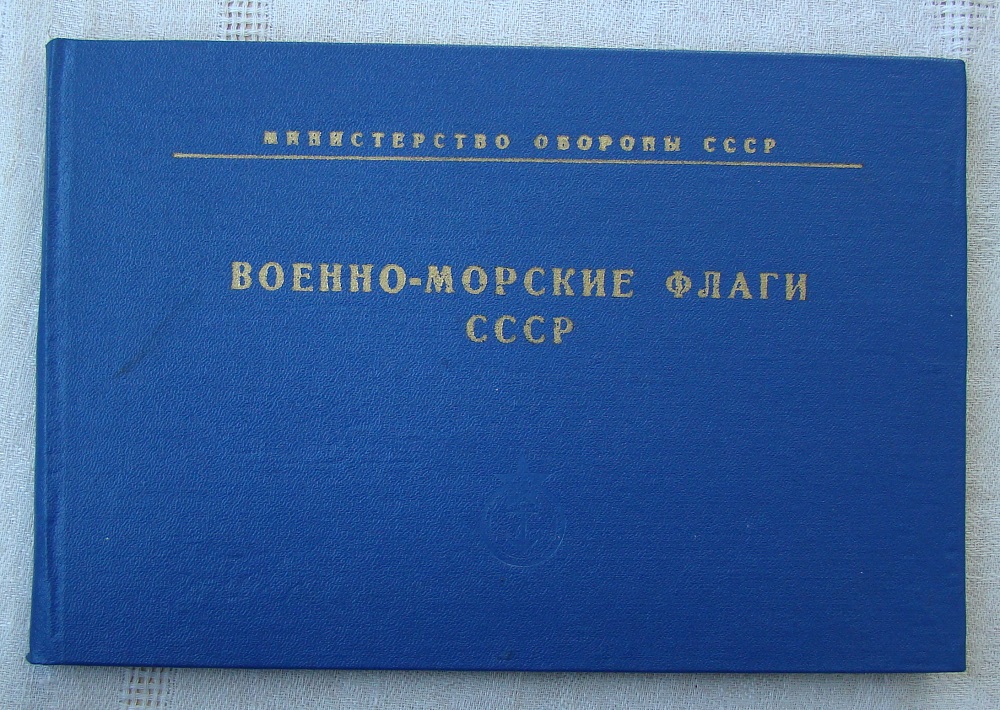 МИНИСТЕРСТВО ОБОРОНЫ СССР
ВОЕННО-МОРСКИЕ ФЛАГИ
СССР